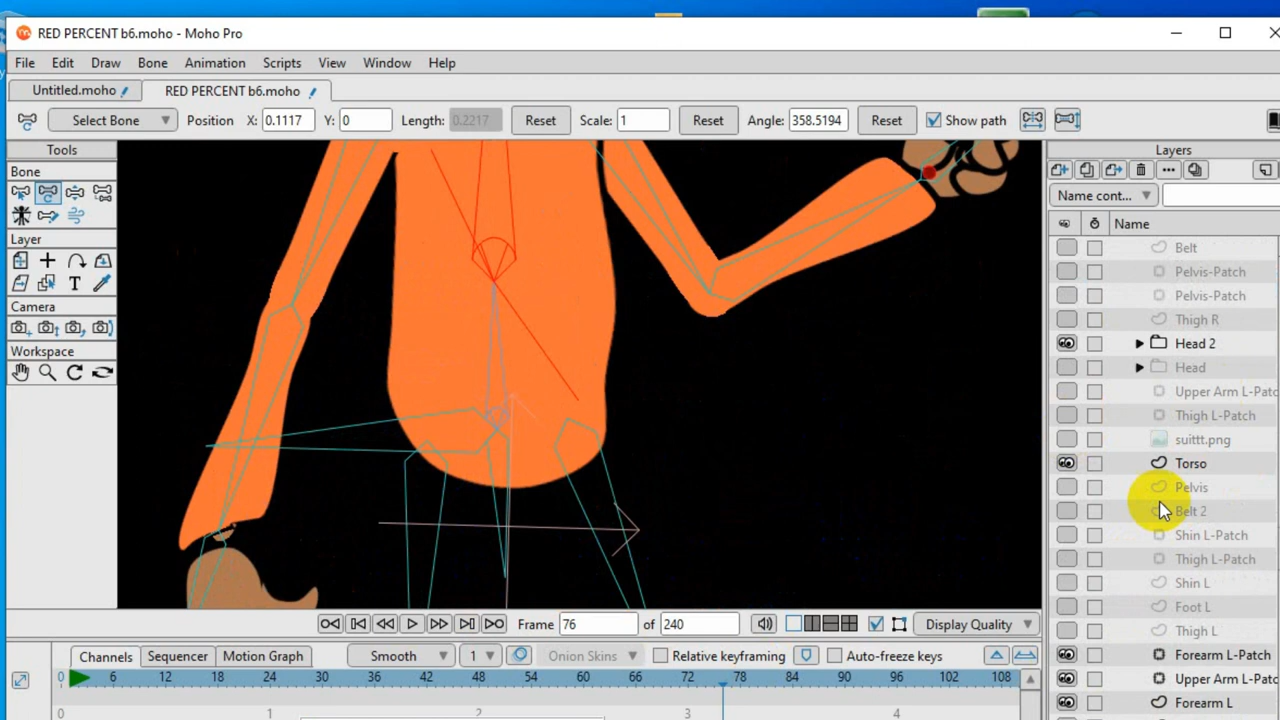 RED PERCENT b6.moho - Moho Pro
File Edit Draw Bone Animation Scripts View Window Help
Untitled.moho RED PERCENT b6.moho
Select Bone Position X: 0.1117 Y: 0 Length: 0.2217 Reset Scale: 1 Reset Angle: 358.5194 Reset Show path
Tools
Layers
Bone
Name cont...
Name
Layer
Belt
Pelvis-Patch
Pelvis-Patch
Camera
Thigh R
Head 2
Workspace
Head
Upper Arm L-Patc
Thigh L-Patch
suittt.png
Torso
Pelvis
Belt 2
Shin L-Patch
Thigh L-Patch
Shin L
Foot L
Thigh L
Frame 76 of 240 Display Quality
Forearm L-Patch
Channels Sequencer Motion Graph Smooth 1 Onion Skins Relative keyframing Auto-freeze keys
Upper Arm L-Patc
0 6 12 18 24 30 36 42 48 54 60 66 72 78 84 90 96 102 108
Forearm L
0 1 2 3 4